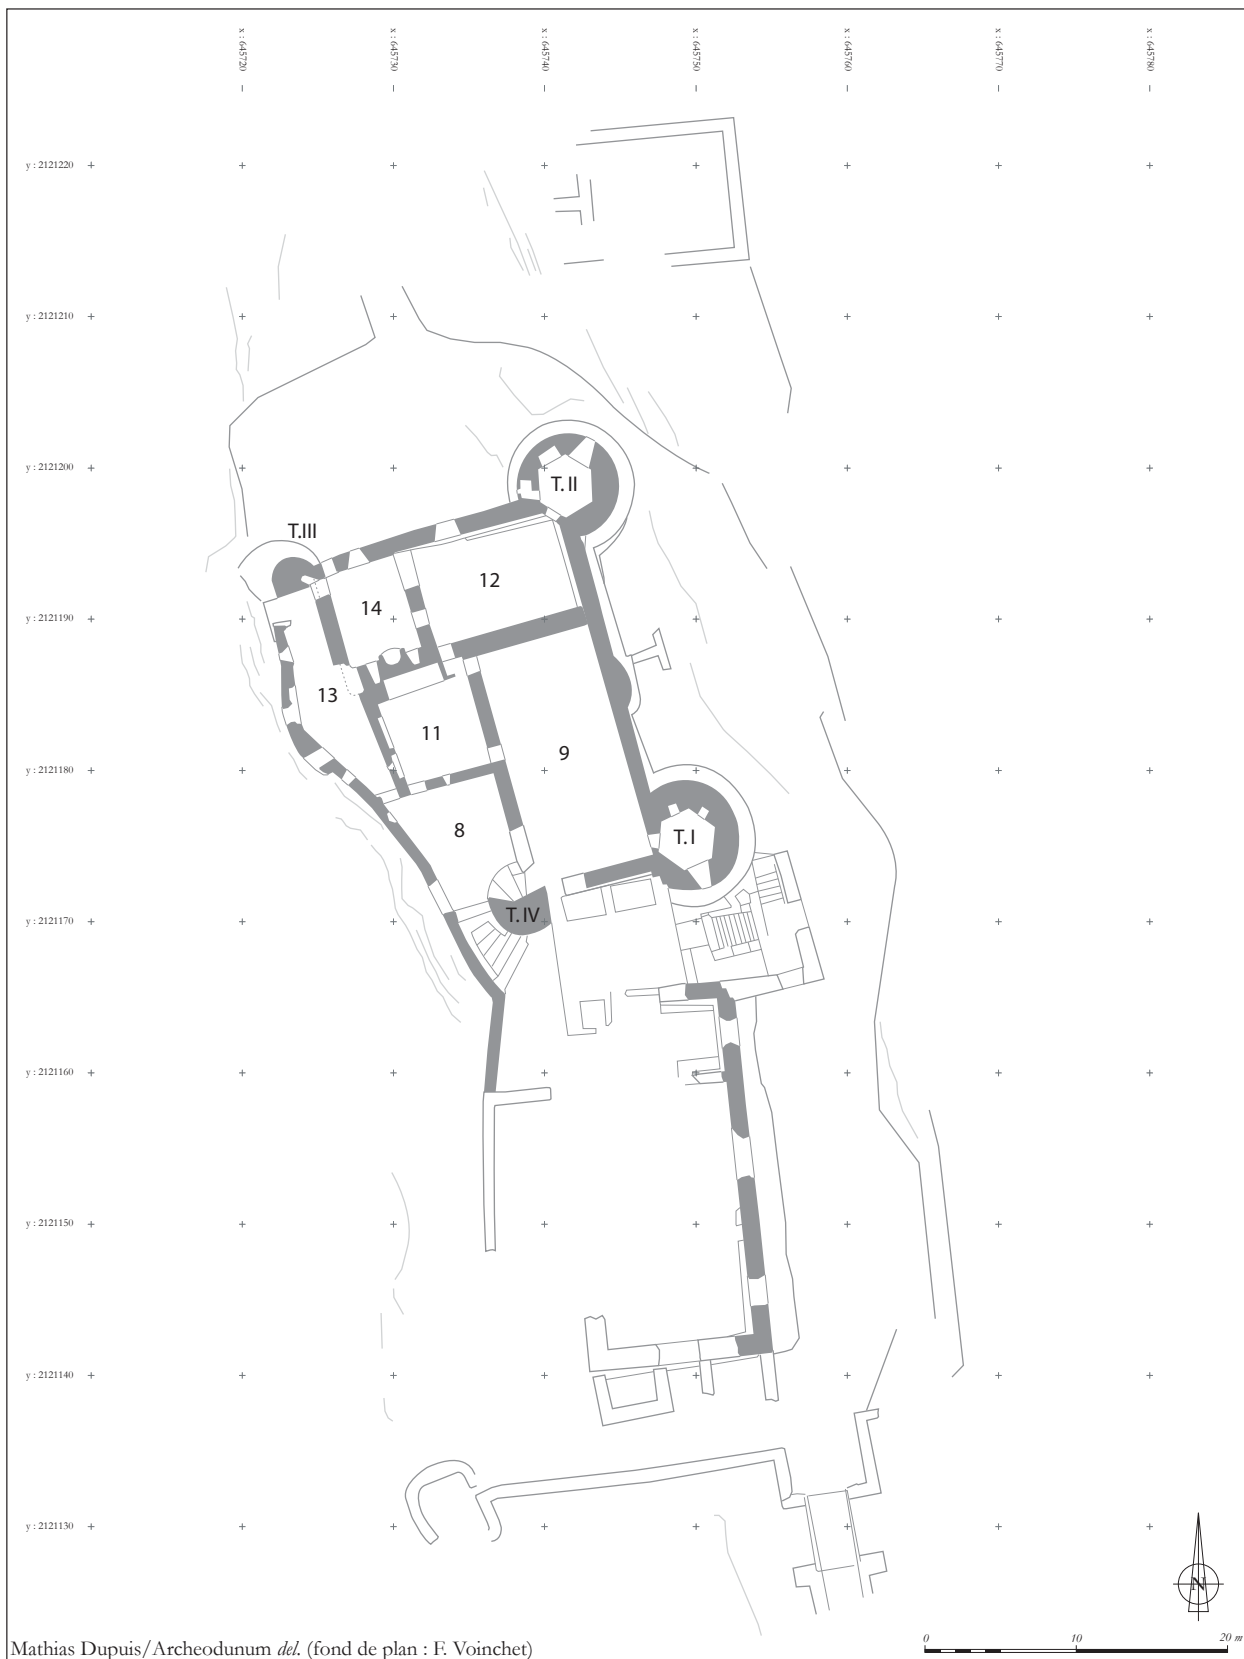 x : 645720
x : 645730
x : 645740
x : 645750
x : 645760
x : 645770
x : 645780
y : 2121220
y : 2121210
y : 2121200
T. II
T.III
12
14
y : 2121190
13
11
9
y : 2121180
8
T. I
T. IV
y : 2121170
y : 2121160
y : 2121150
y : 2121140
y : 2121130
N
Mathias Dupuis/Archeodunum del. (fond de plan : F. Voinchet)
0 10 20 m